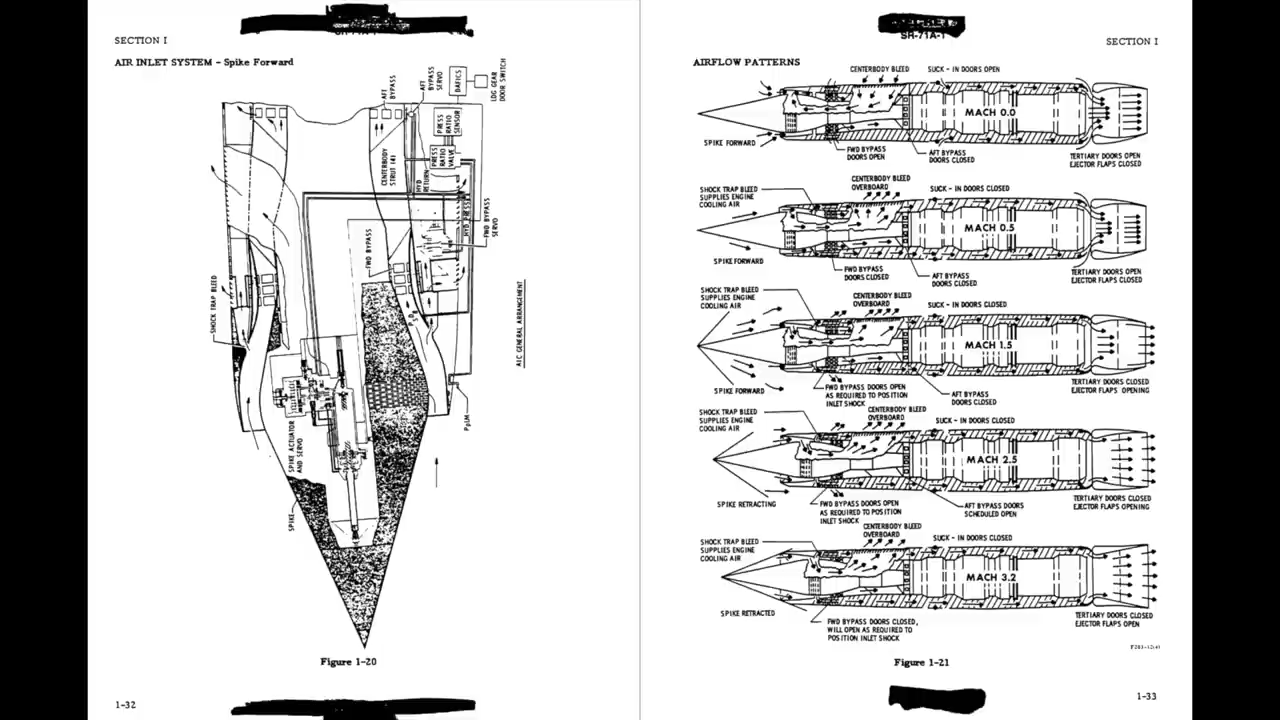 SR-71A-1
SECTION I
AIR INLET SYSTEM - Spike Forward
AFT
BYPASS
AFT
BYPASS
SERVO
DAFICS
LDG GEAR
DOOR SWITCH
PRESS
RATIO
SENSOR
PRESS
RATIO
VALVE
CENTERBODY
STRUT (4)
HYD
RETURN
HYD PRESS
FWD BYPASS
SERVO
FWD BYPASS
SHOCK TRAP BLEED
SPIKE ACTUATOR
AND SERVO
SPIKE
PpLM
AIC GENERAL ARRANGEMENT
Figure 1-20
1-32
SR-71A-1
SECTION I
AIRFLOW PATTERNS
CENTERBODY BLEED
SUCK - IN DOORS OPEN
MACH 0.0
SPIKE FORWARD
FWD BYPASS
DOORS OPEN
AFT BYPASS
DOORS CLOSED
TERTIARY DOORS OPEN
EJECTOR FLAPS CLOSED
SHOCK TRAP BLEED
SUPPLIES ENGINE
COOLING AIR
CENTERBODY BLEED
OVERBOARD
SUCK - IN DOORS CLOSED
MACH 0.5
SPIKE FORWARD
FWD BYPASS
DOORS CLOSED
AFT BYPASS
DOORS CLOSED
TERTIARY DOORS OPEN
EJECTOR FLAPS CLOSED
SHOCK TRAP BLEED
SUPPLIES ENGINE
COOLING AIR
CENTERBODY BLEED
OVERBOARD
SUCK - IN DOORS CLOSED
MACH 1.5
SPIKE FORWARD
FWD BYPASS DOORS OPEN
AS REQUIRED TO POSITION
INLET SHOCK
AFT BYPASS
DOORS CLOSED
TERTIARY DOORS CLOSED
EJECTOR FLAPS OPENING
SHOCK TRAP BLEED
SUPPLIES ENGINE
COOLING AIR
CENTERBODY BLEED
OVERBOARD
SUCK - IN DOORS CLOSED
MACH 2.5
SPIKE RETRACTING
FWD BYPASS DOORS OPEN
AS REQUIRED TO POSITION
INLET SHOCK
AFT BYPASS DOORS
SCHEDULED OPEN
TERTIARY DOORS CLOSED
EJECTOR FLAPS OPENING
SHOCK TRAP BLEED
SUPPLIES ENGINE
COOLING AIR
CENTERBODY BLEED
OVERBOARD
SUCK - IN DOORS CLOSED
MACH 3.2
SPIKE RETRACTED
FWD BYPASS DOORS CLOSED,
WILL OPEN AS REQUIRED TO
POSITION INLET SHOCK
TERTIARY DOORS CLOSED
EJECTOR FLAPS OPEN
Figure 1-21
1-33